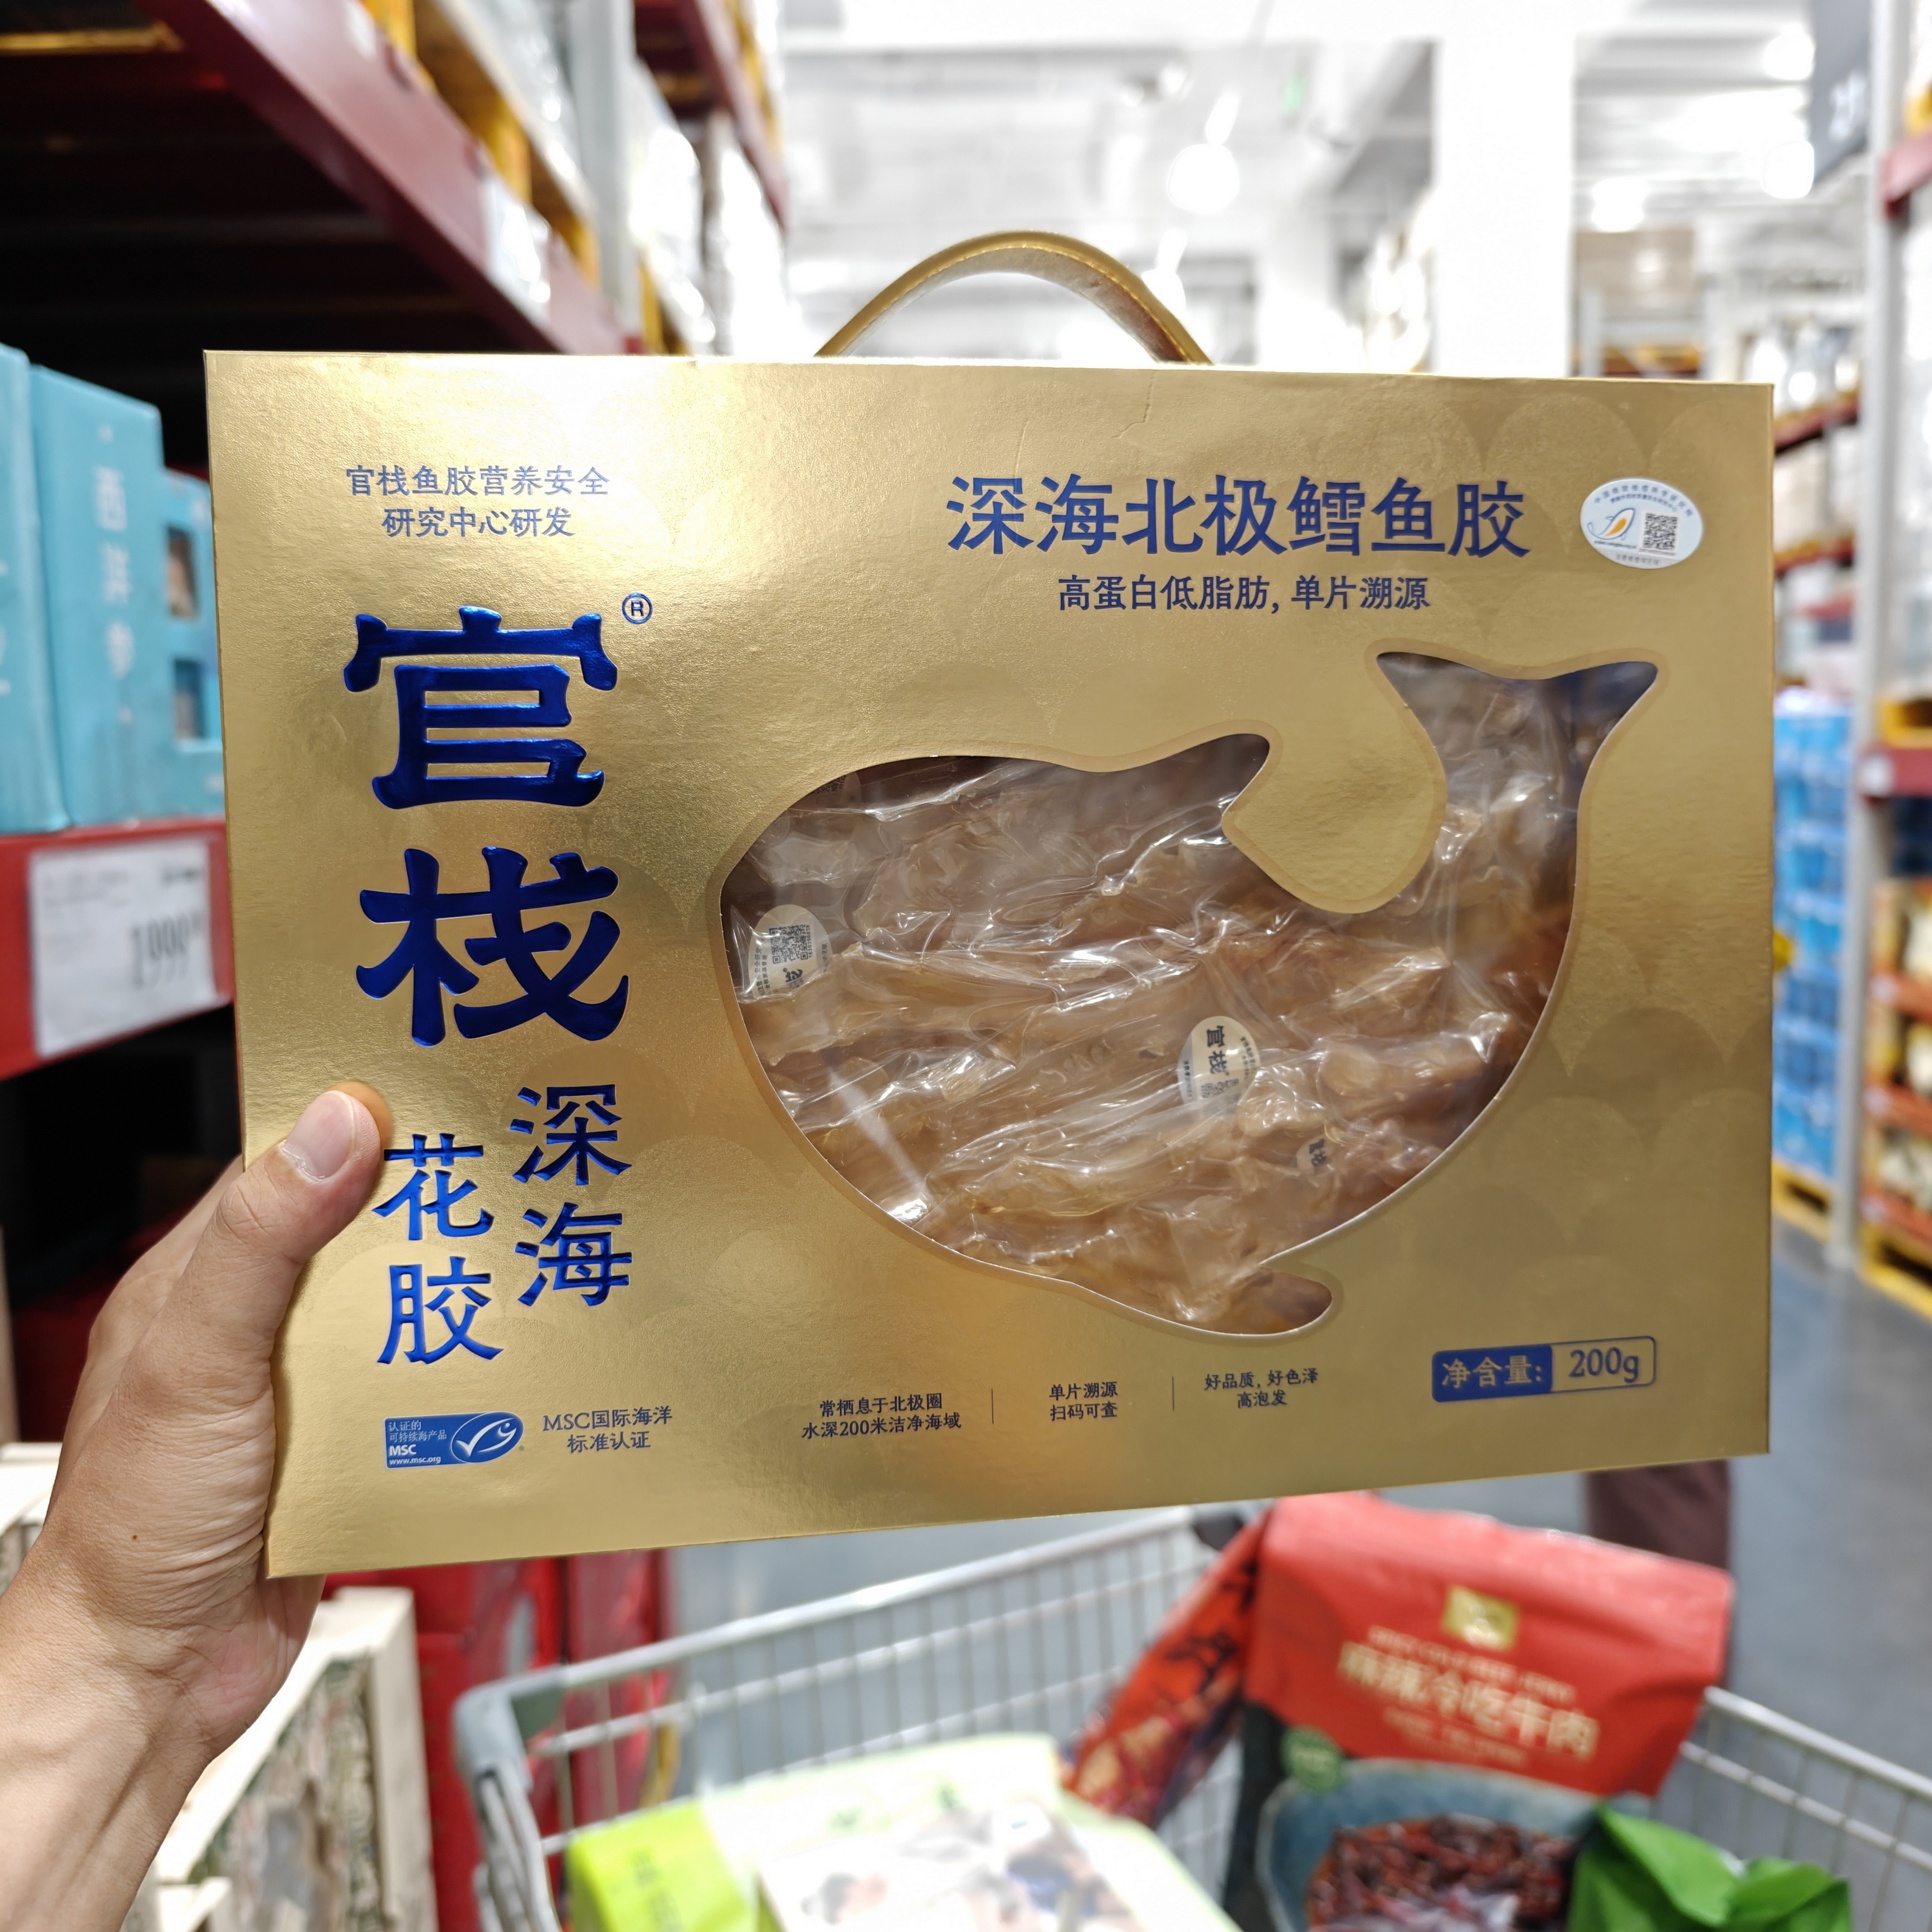 官栈鱼胶营养安全
研究中心研发
官栈®
深海
花胶
深海北极鳕鱼胶
高蛋白低脂肪, 单片溯源
官栈
净含量: 200g
认证的
可持续海产品
MSC
www.msc.org
MSC国际海洋
标准认证
常栖息于北极圈
水深200米洁净海域
单片溯源
扫码可查
好品质, 好色泽
高泡发
西洋参
麻辣冷吃牛肉